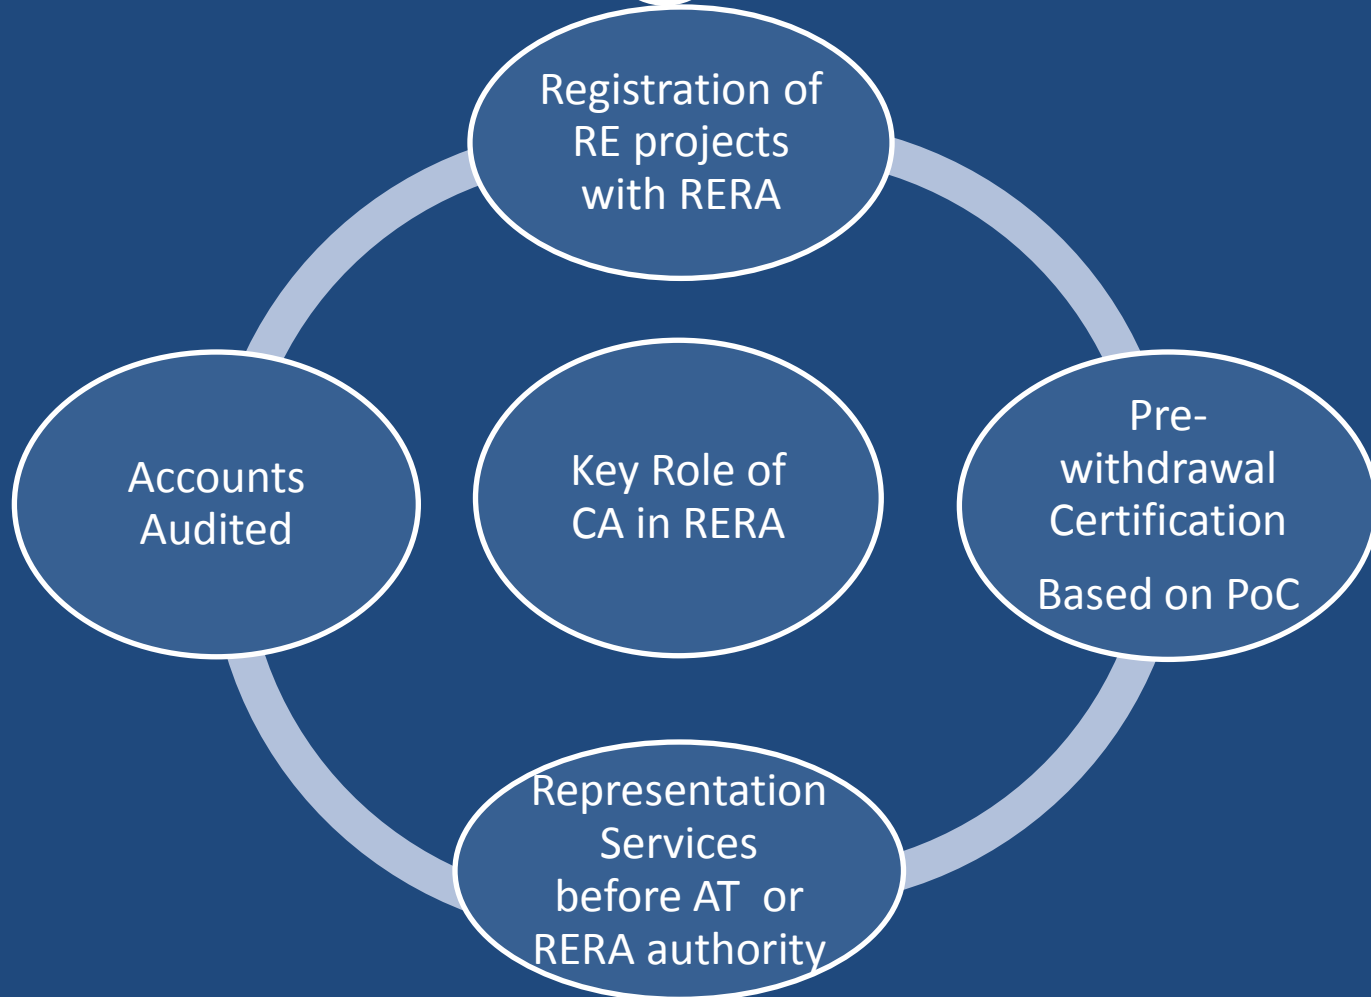 Registration of
RE projects
with RERA
Accounts
Audited
Key Role of
CA in RERA
Pre-
withdrawal
Certification
Based on PoC
Representation
Services
before AT or
RERA authority